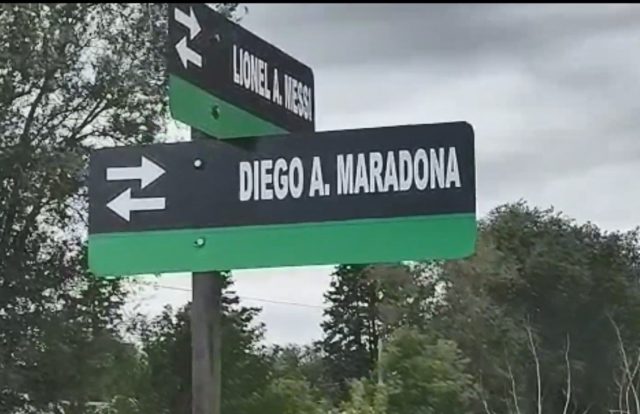 LIONEL A. MESSI
DIEGO A. MARADONA